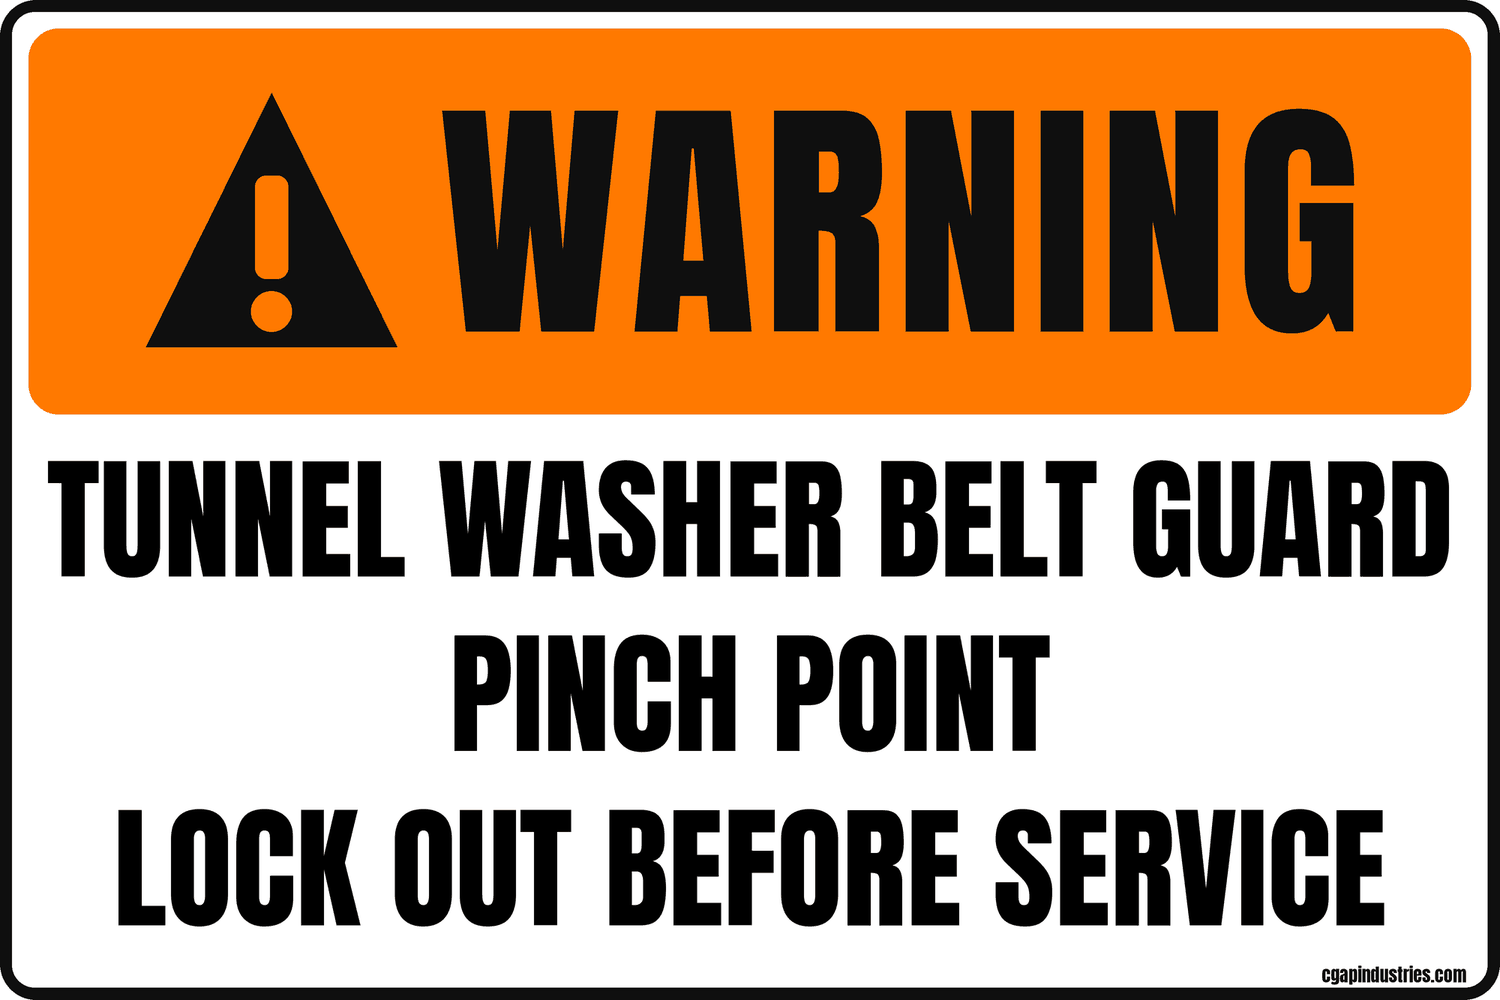 WARNING
TUNNEL WASHER BELT GUARD
PINCH POINT
LOCK OUT BEFORE SERVICE
cgapindustries.com